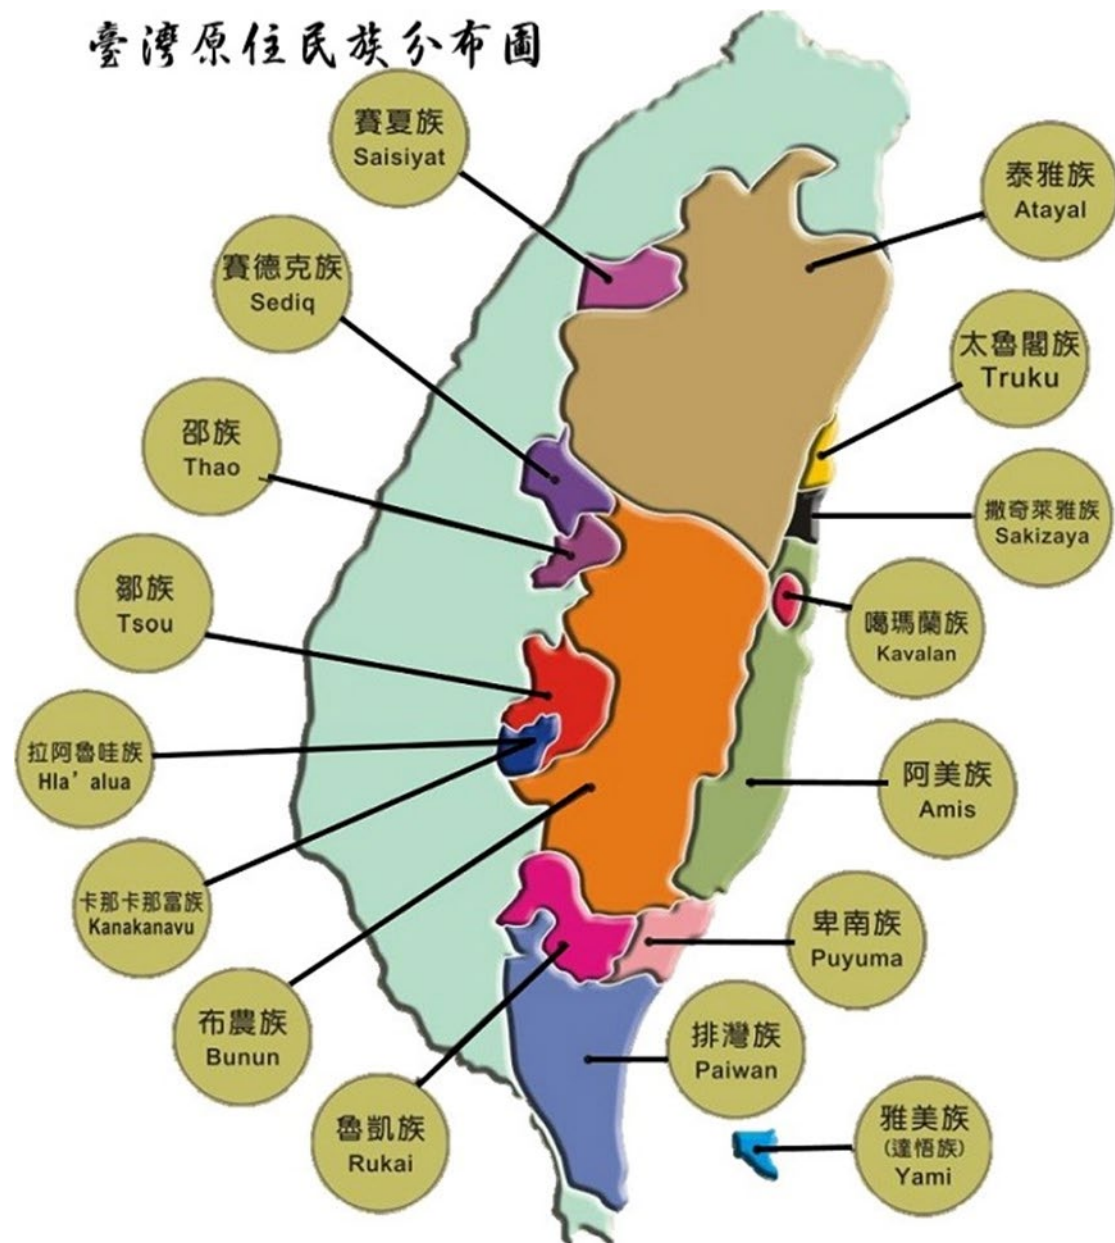 臺灣原住民族分布圖
賽夏族
Saisiyat
泰雅族
Atayal
賽德克族
Sediq
太魯閣族
Truku
邵族
Thao
撒奇萊雅族
Sakizaya
鄒族
Tsou
噶瑪蘭族
Kavalan
拉阿魯哇族
Hla’alua
阿美族
Amis
卡那卡那富族
Kanakanavu
卑南族
Puyuma
布農族
Bunun
排灣族
Paiwan
魯凱族
Rukai
雅美族
(達悟族)
Yami